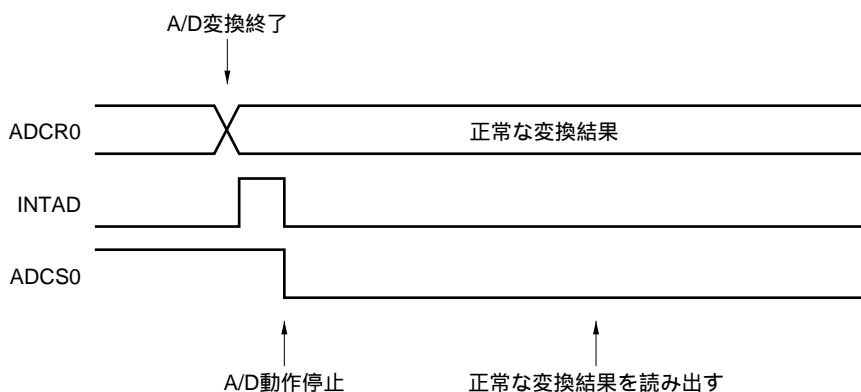 A/D変換終了
ADCR0
正常な変換結果
INTAD
ADCS0
A/D動作停止
正常な変換結果を読み出す